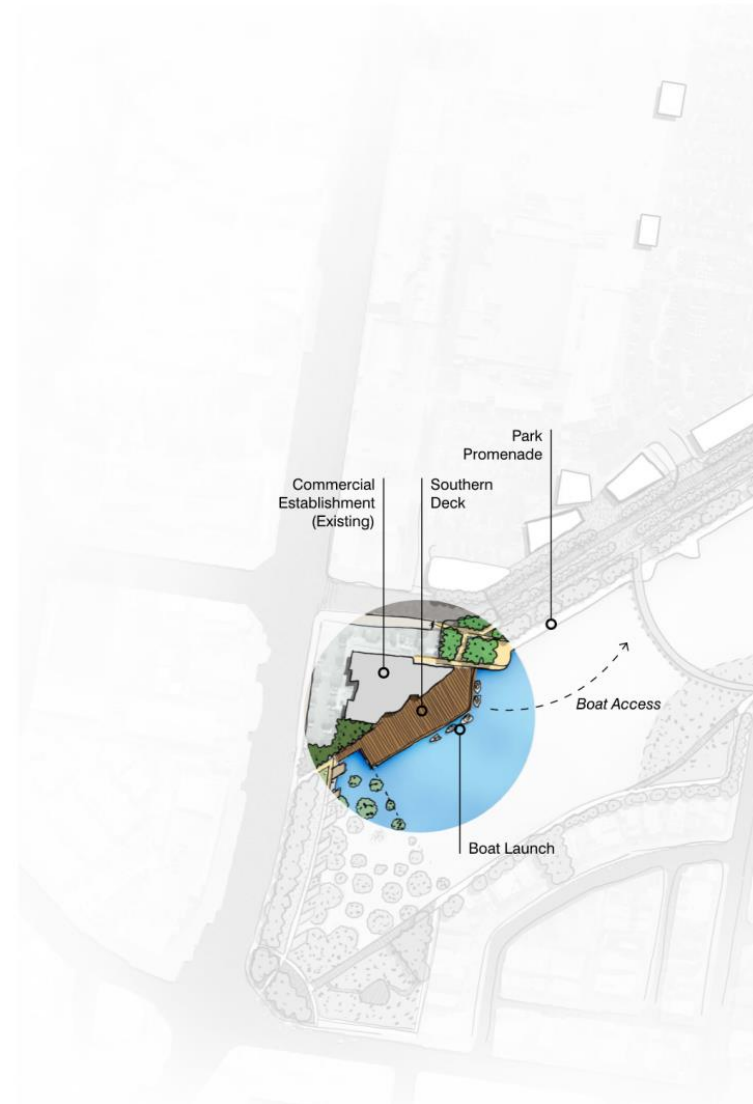 Park
Promenade
Commercial
Establishment
(Existing)
Southern
Deck
Boat Access
Boat Launch